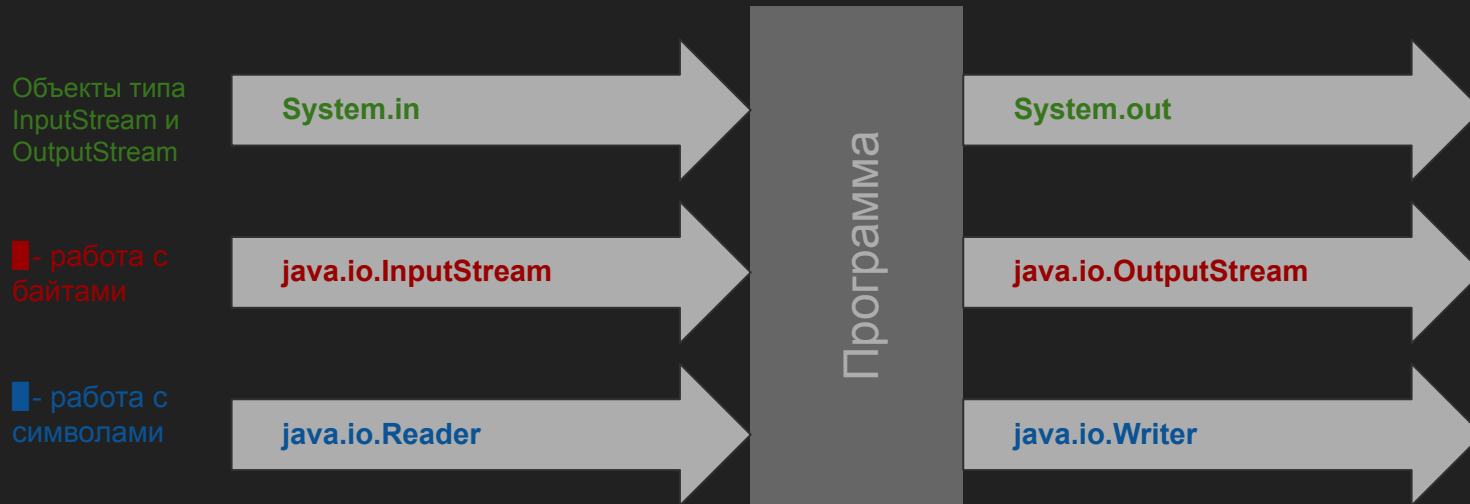 Объекты типа
InputStream и
OutputStream
System.in
System.out
- работа с
байтами
java.io.InputStream
java.io.OutputStream
- работа с
символами
java.io.Reader
java.io.Writer
Программа